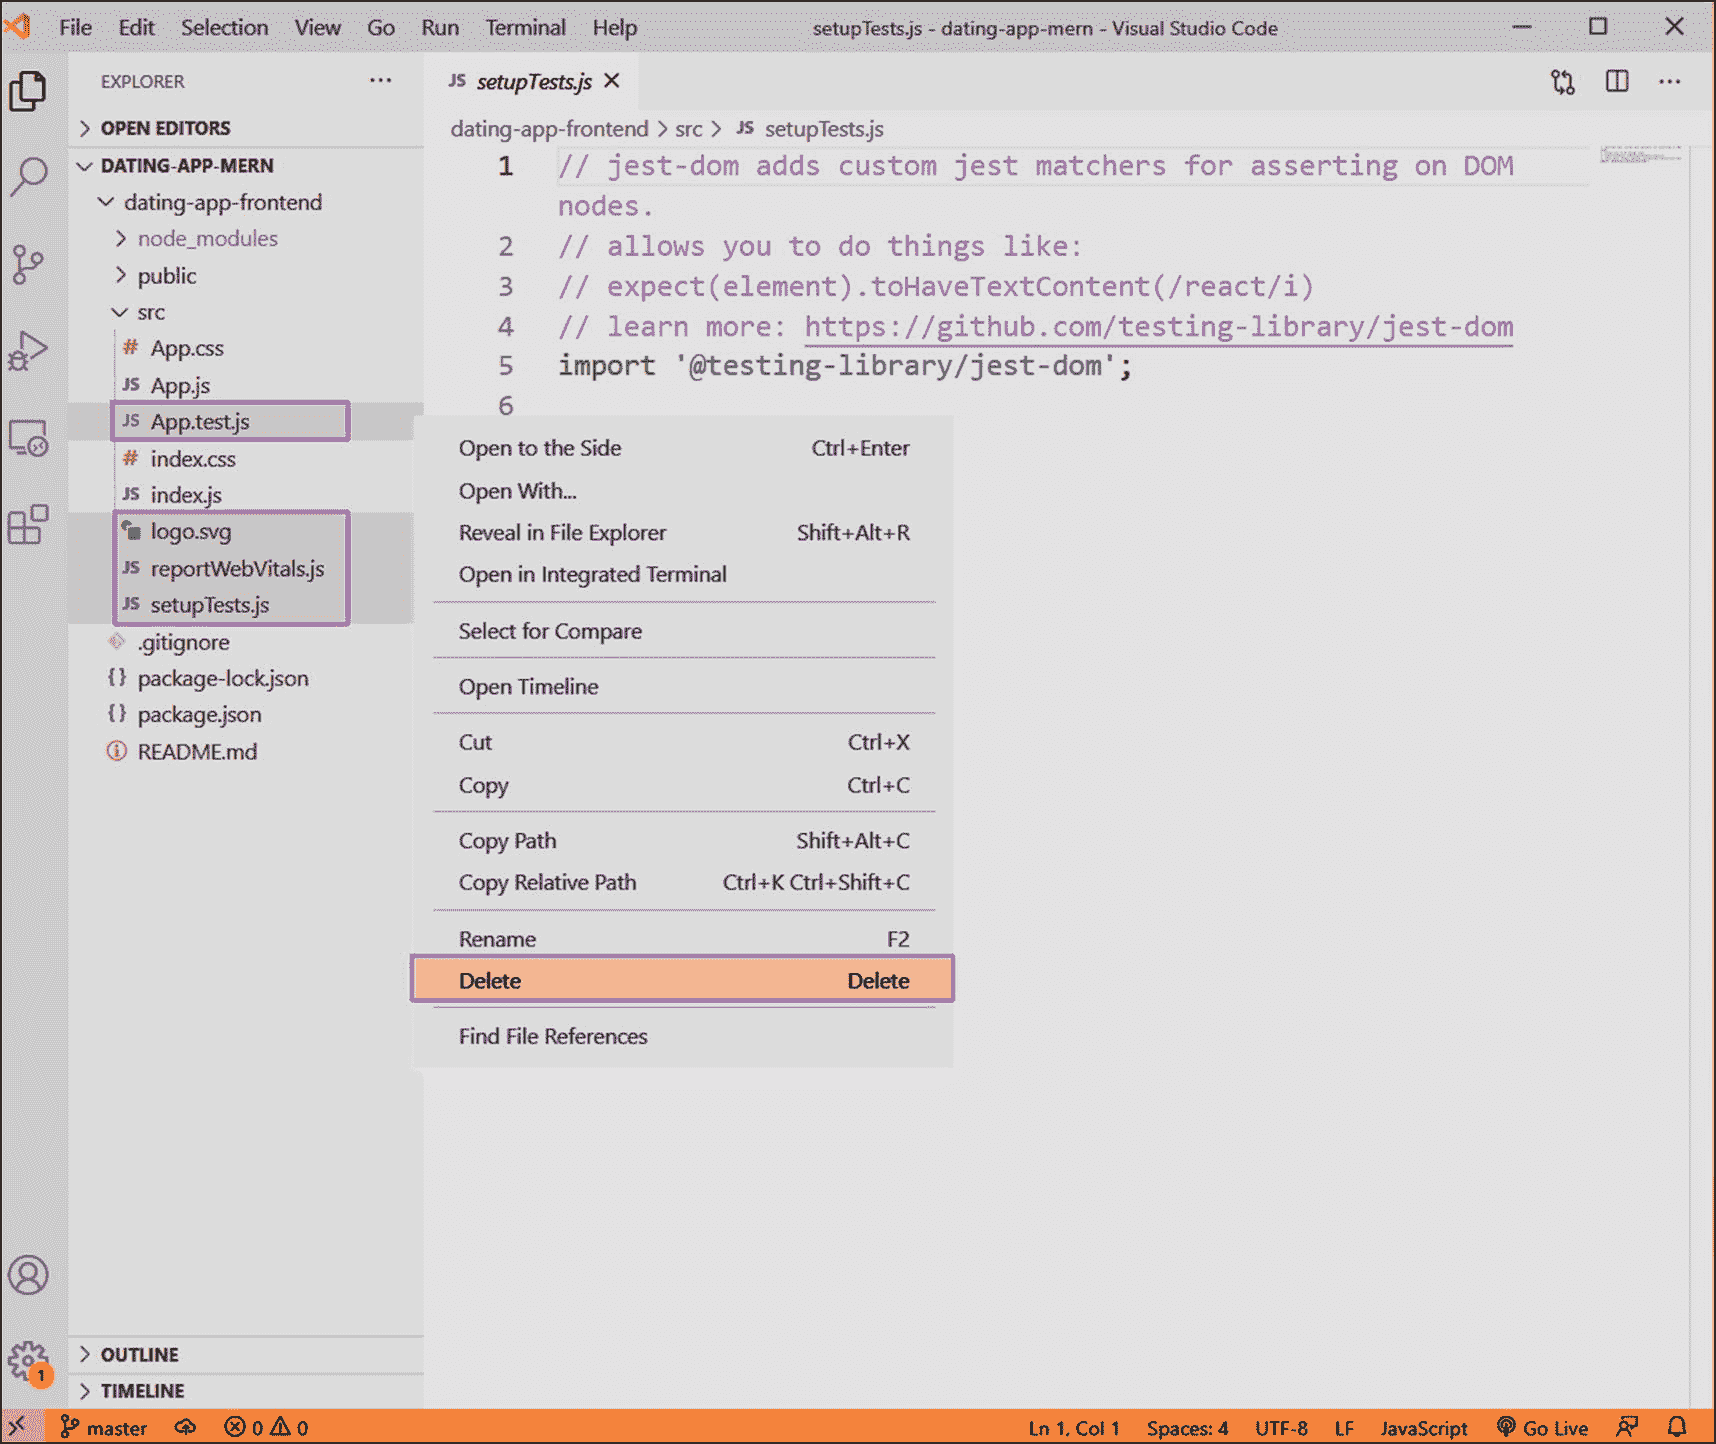 File Edit Selection View Go Run Terminal Help setupTests.js - dating-app-mern - Visual Studio Code
EXPLORER
JS setupTests.js
OPEN EDITORS
dating-app-frontend > src > JS setupTests.js
DATING-APP-MERN
dating-app-frontend
node_modules
public
src
# App.css
JS App.js
JS App.test.js
# index.css
JS index.js
logo.svg
JS reportWebVitals.js
JS setupTests.js
.gitignore
{} package-lock.json
{} package.json
README.md
1 // jest-dom adds custom jest matchers for asserting on DOM
nodes.
2 // allows you to do things like:
3 // expect(element).toHaveTextContent(/react/i)
4 // learn more: https://github.com/testing-library/jest-dom
5 import '@testing-library/jest-dom';
6
Open to the Side Ctrl+Enter
Open With...
Reveal in File Explorer Shift+Alt+R
Open in Integrated Terminal
Select for Compare
Open Timeline
Cut Ctrl+X
Copy Ctrl+C
Copy Path Shift+Alt+C
Copy Relative Path Ctrl+K Ctrl+Shift+C
Rename F2
Delete Delete
Find File References
OUTLINE
1
TIMELINE
master 0 0 Ln 1, Col 1 Spaces: 4 UTF-8 LF JavaScript Go Live